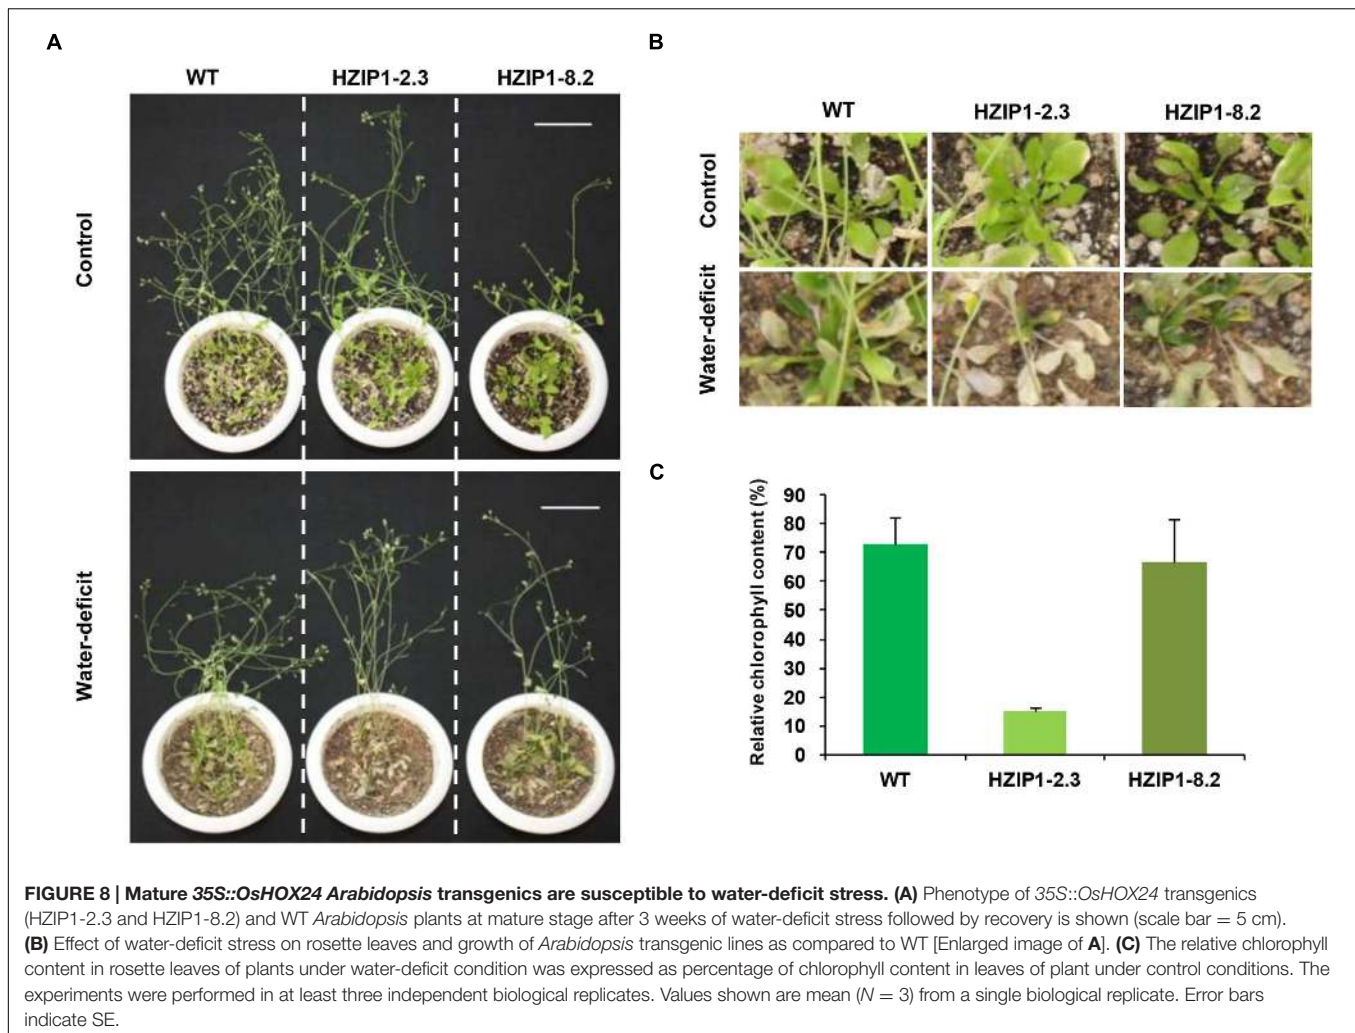 A
WT
HZIP1-2.3
HZIP1-8.2
Control
Water-deficit
B
WT
HZIP1-2.3
HZIP1-8.2
Control
Water-deficit
C
Relative chlorophyll content (%)
90
80
70
60
50
40
30
20
10
0
WT
HZIP1-2.3
HZIP1-8.2
FIGURE 8 | Mature 35S::OsHOX24 Arabidopsis transgenics are susceptible to water-deficit stress. (A) Phenotype of 35S::OsHOX24 transgenics
(HZIP1-2.3 and HZIP1-8.2) and WT Arabidopsis plants at mature stage after 3 weeks of water-deficit stress followed by recovery is shown (scale bar = 5 cm).
(B) Effect of water-deficit stress on rosette leaves and growth of Arabidopsis transgenic lines as compared to WT [Enlarged image of A]. (C) The relative chlorophyll
content in rosette leaves of plants under water-deficit condition was expressed as percentage of chlorophyll content in leaves of plant under control conditions. The
experiments were performed in at least three independent biological replicates. Values shown are mean (N = 3) from a single biological replicate. Error bars
indicate SE.